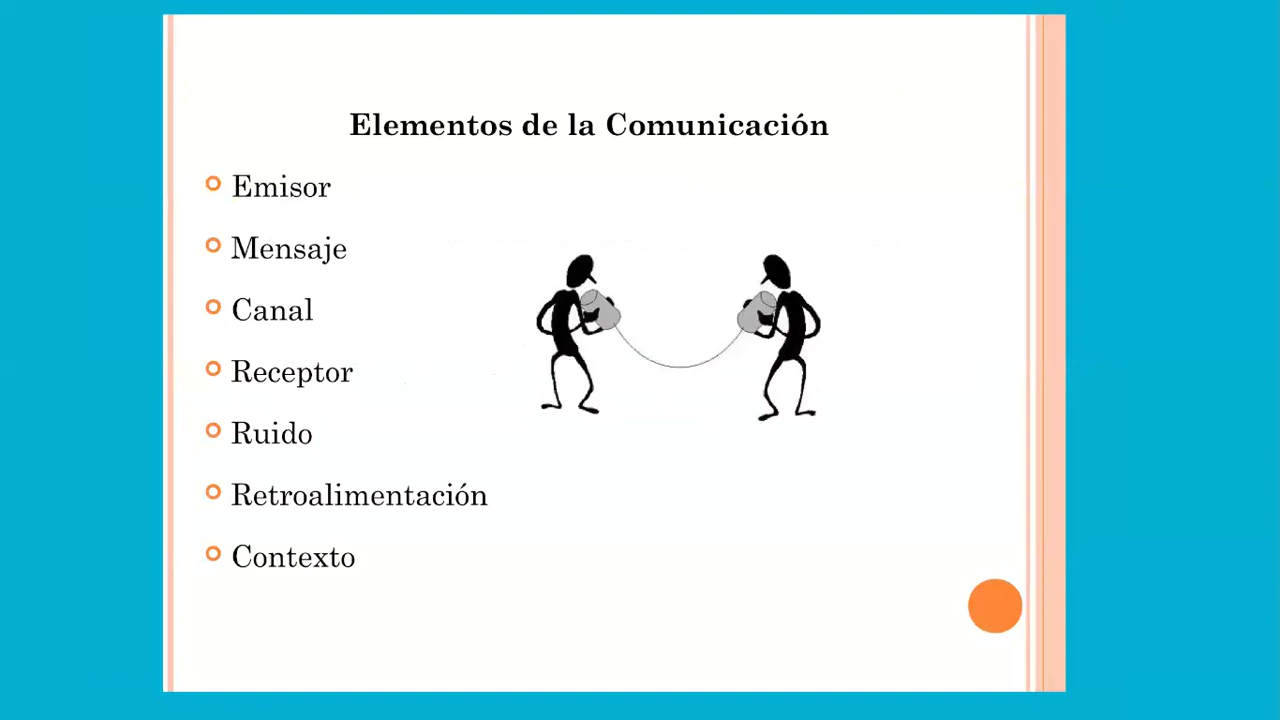 Elementos de la Comunicación
Emisor
Mensaje
Canal
Receptor
Ruido
Retroalimentación
Contexto